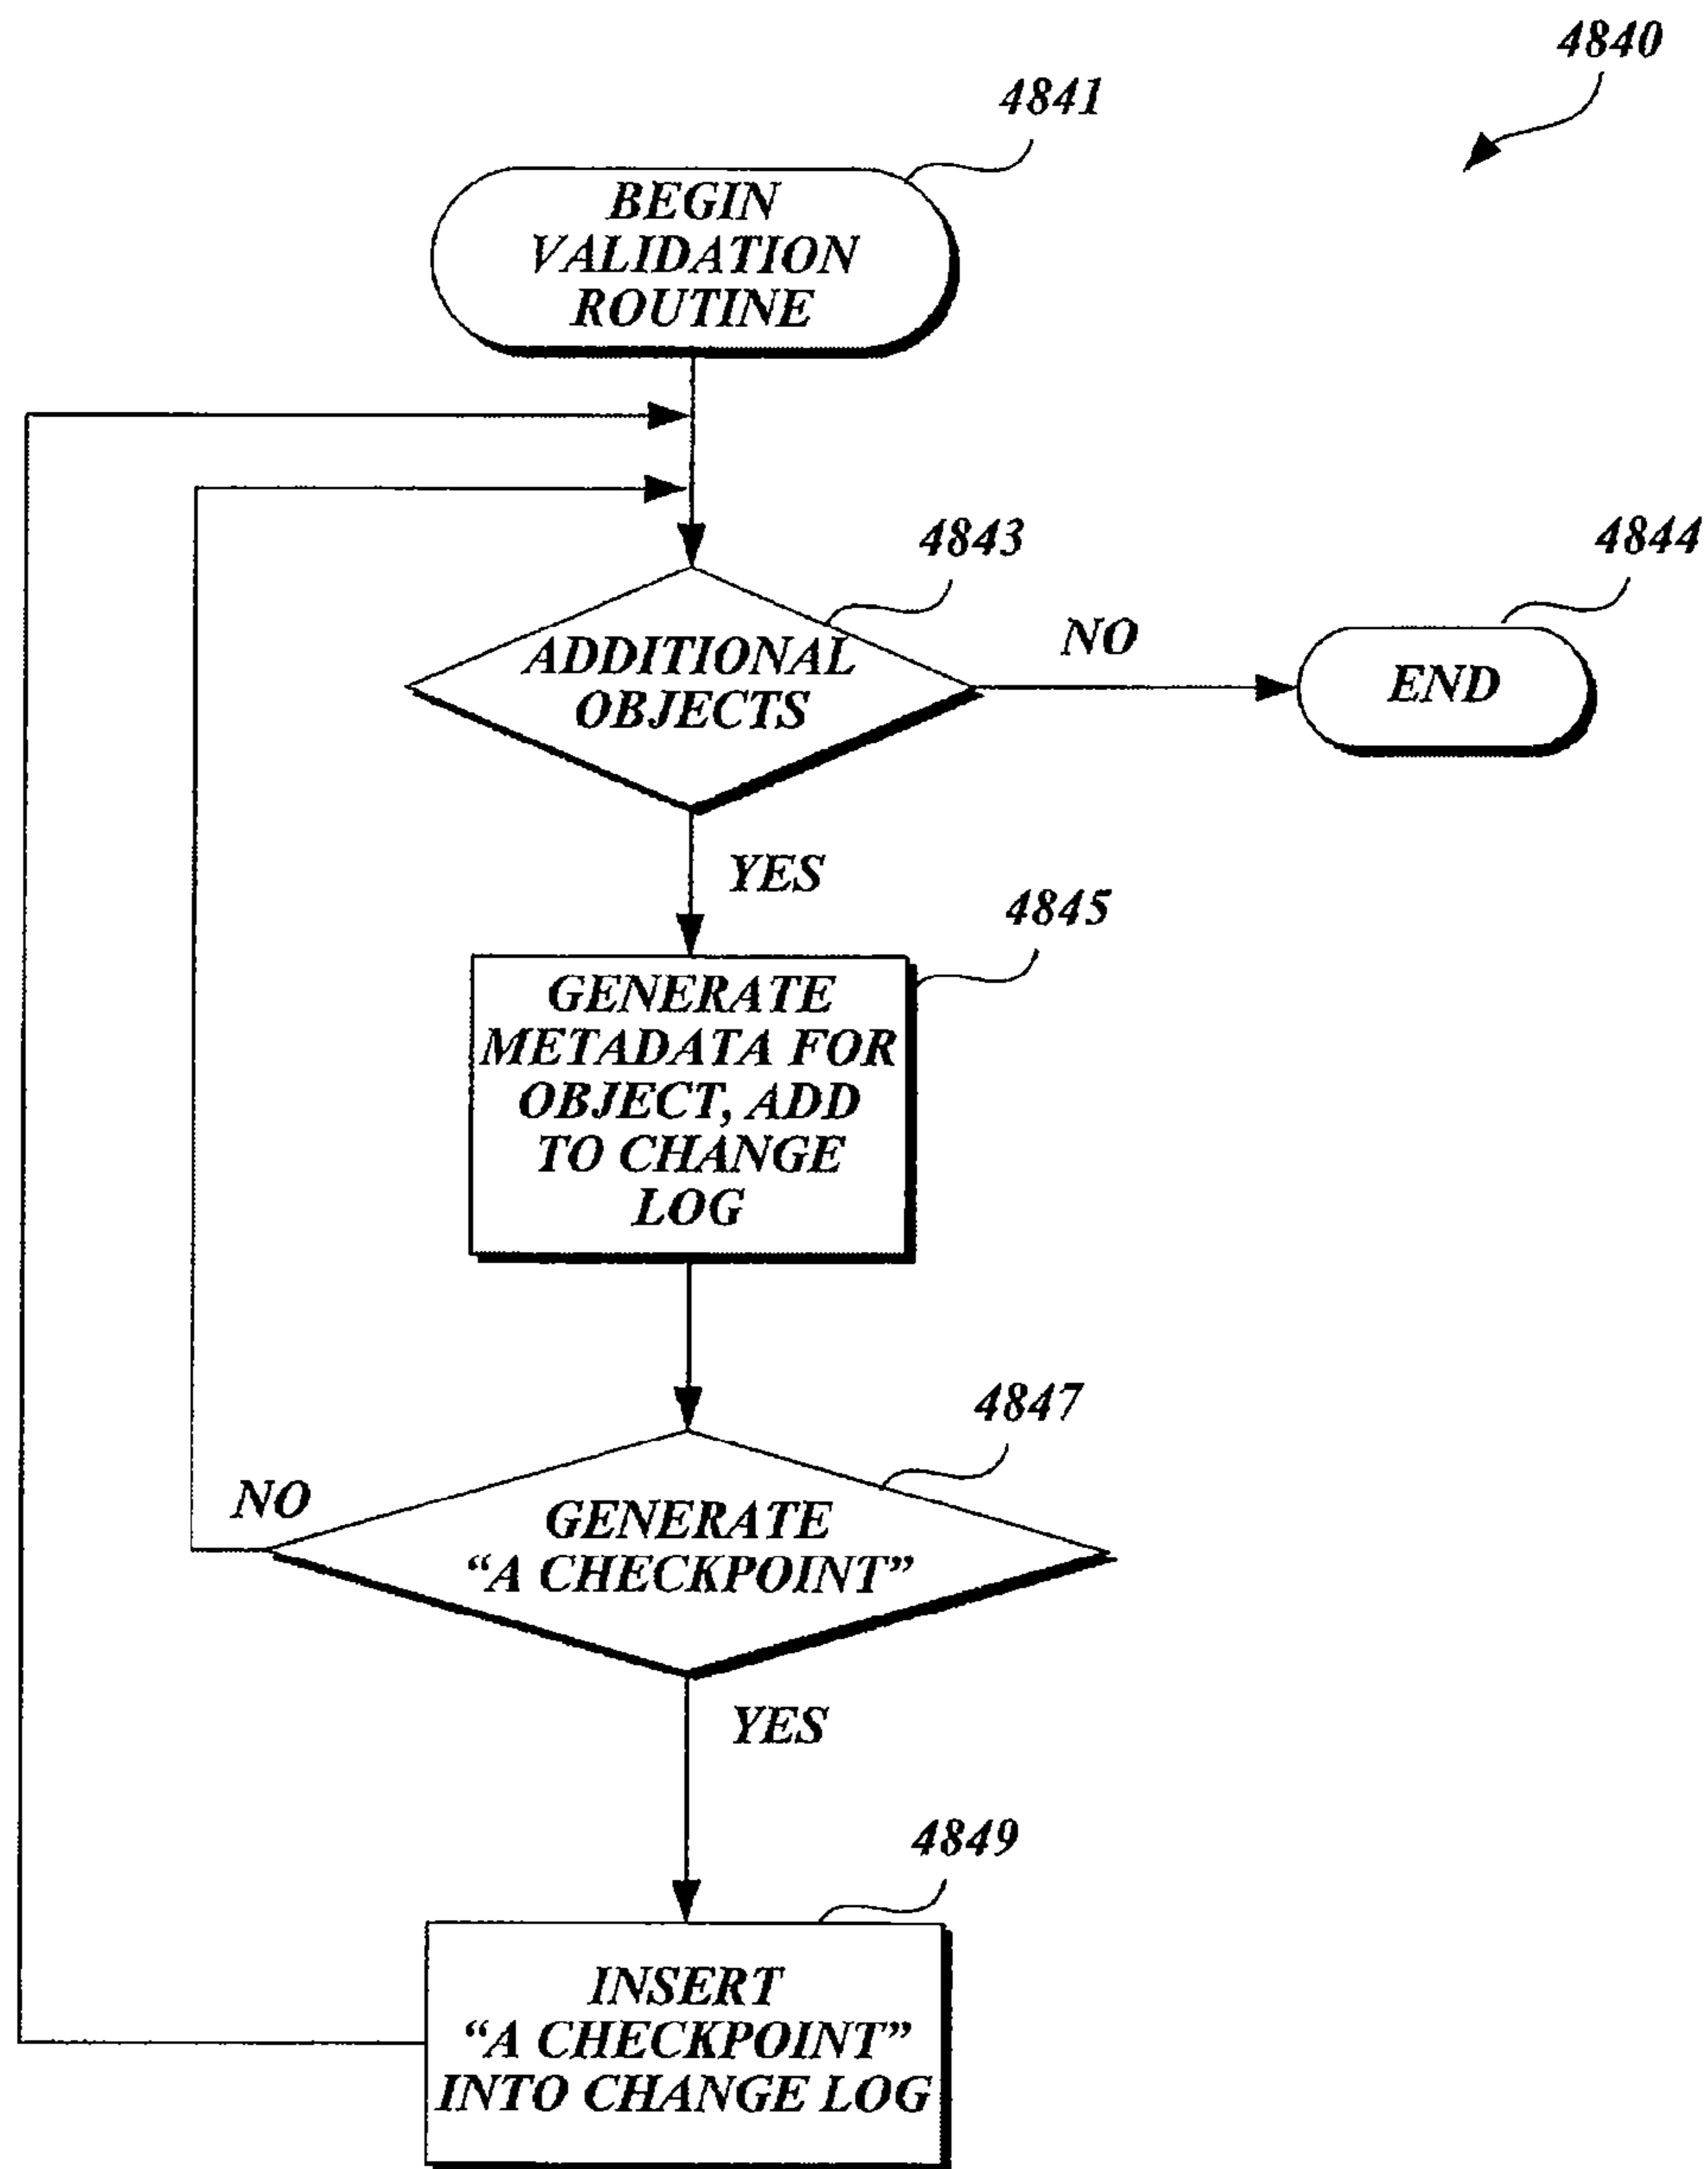 4840
4841
BEGIN
VALIDATION
ROUTINE
4843
4844
ADDITIONAL
OBJECTS
NO
END
YES
4845
GENERATE
METADATA FOR
OBJECT, ADD
TO CHANGE
LOG
4847
NO
GENERATE
“A CHECKPOINT”
YES
4849
INSERT
“A CHECKPOINT”
INTO CHANGE LOG